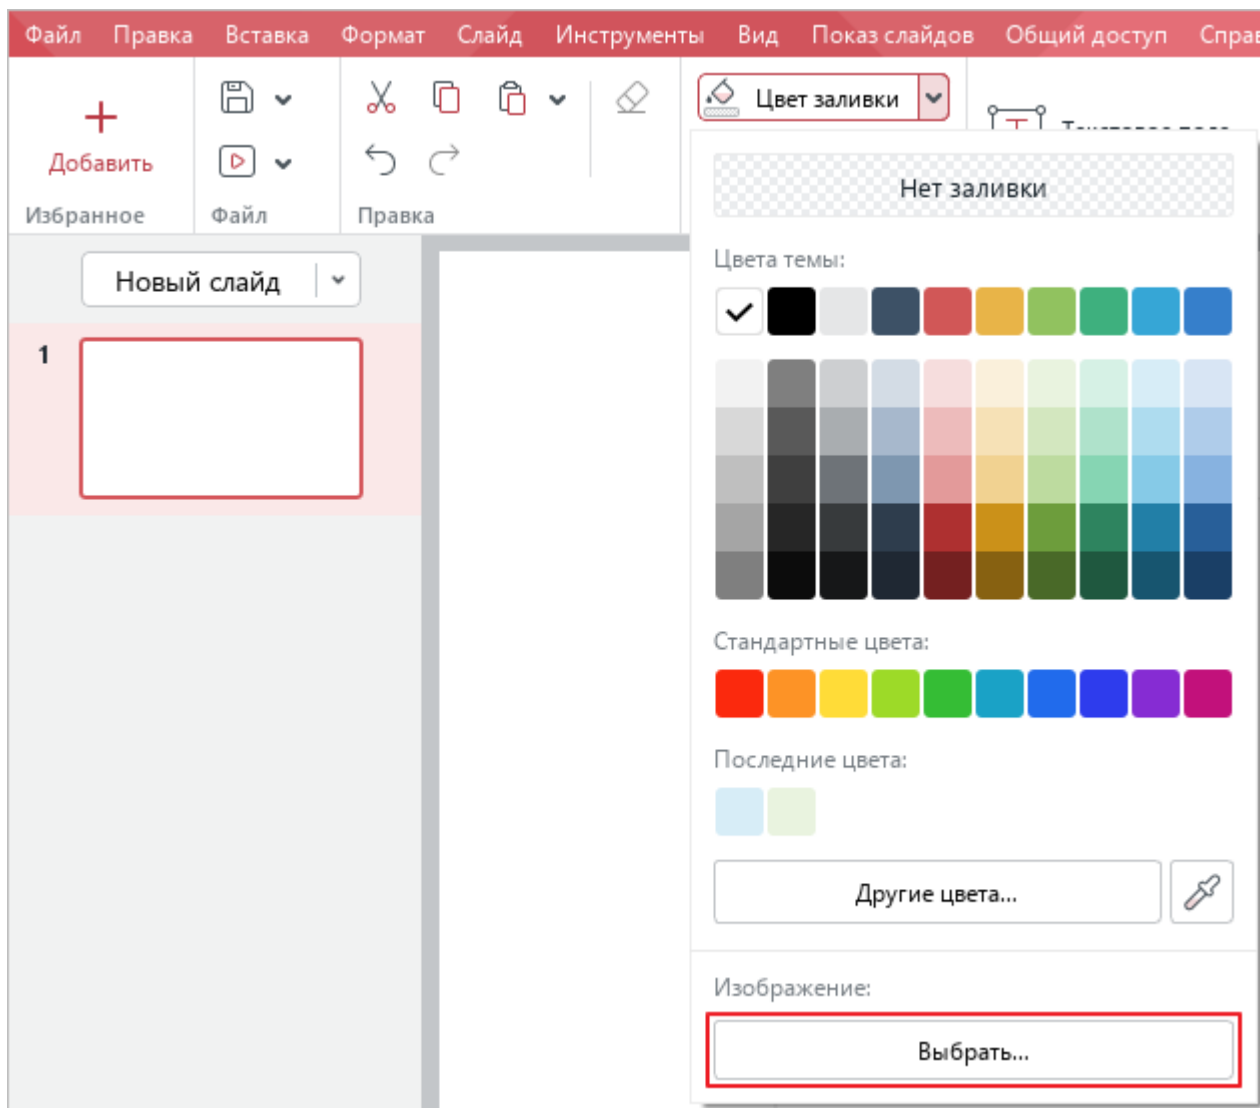 Файл Правка Вставка Формат Слайд Инструменты Вид Показ слайдов Общий доступ
Цвет заливки
Добавить
Избранное Файл Правка
Нет заливки
Новый слайд
Цвета темы:
1
Стандартные цвета:
Последние цвета:
Другие цвета...
Изображение:
Выбрать...